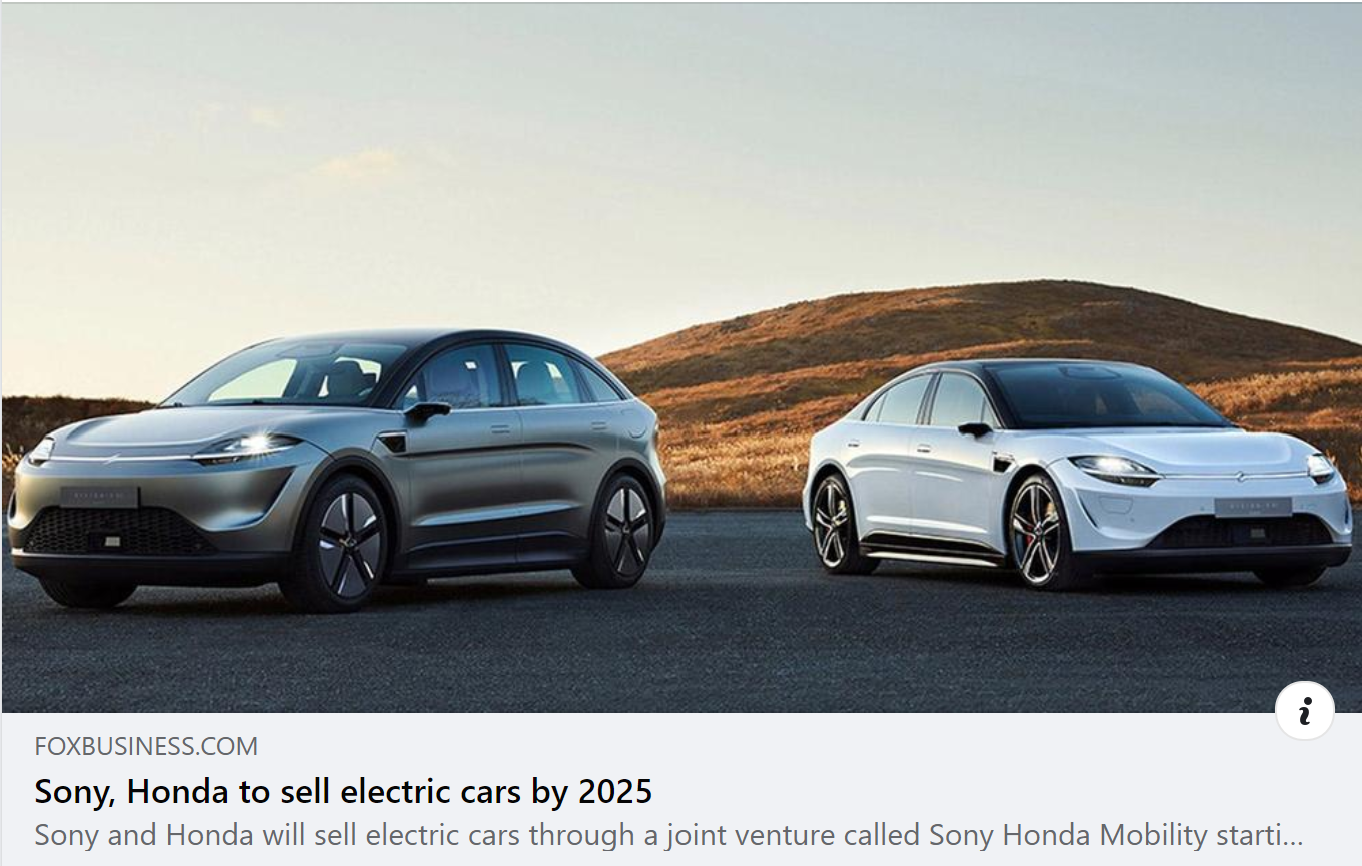 FOXBUSINESS.COM
Sony, Honda to sell electric cars by 2025
Sony and Honda will sell electric cars through a joint venture called Sony Honda Mobility starti...